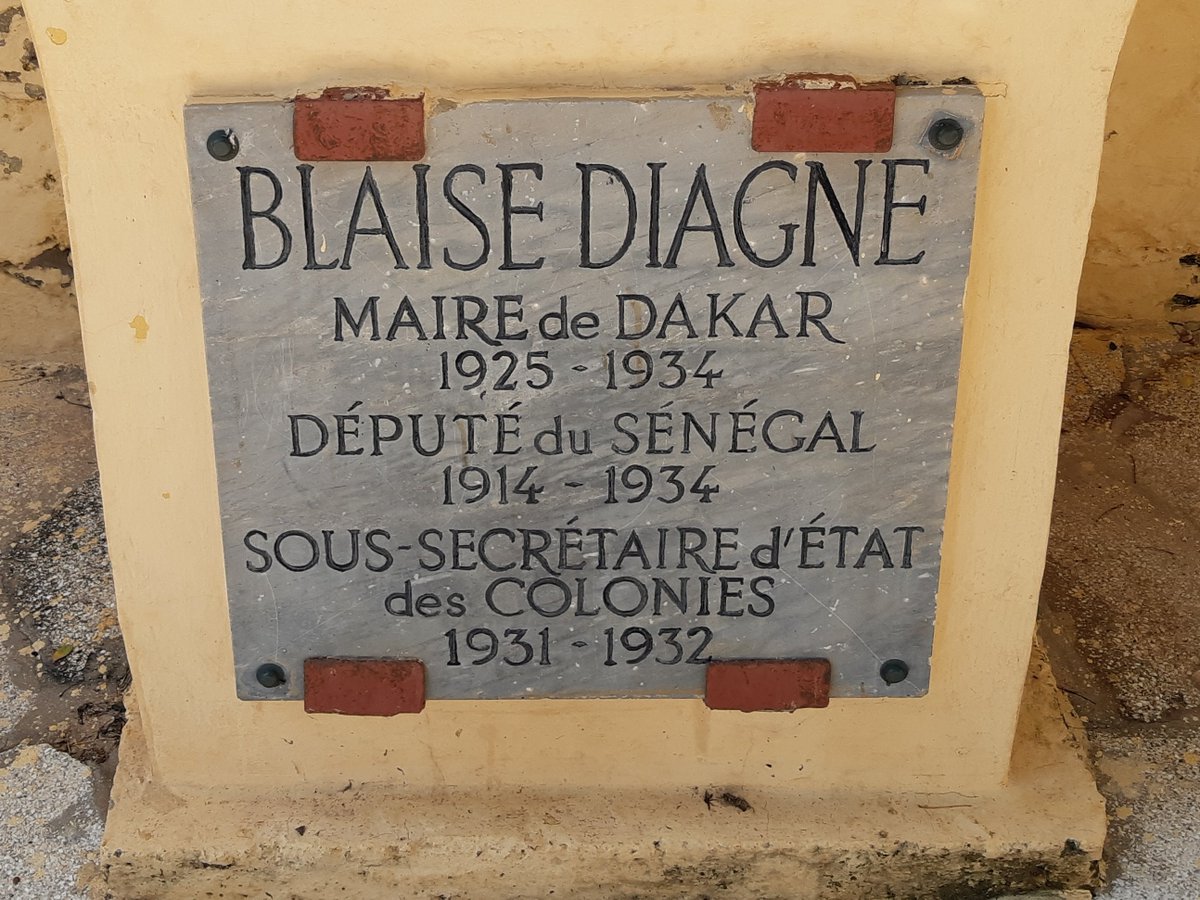 BLAISE DIAGNE
MAIRE de DAKAR
1925 - 1934
DÉPUTÉ du SÉNÉGAL
1914 - 1934
SOUS-SECRÉTAIRE d'ÉTAT
des COLONIES
1931 - 1932